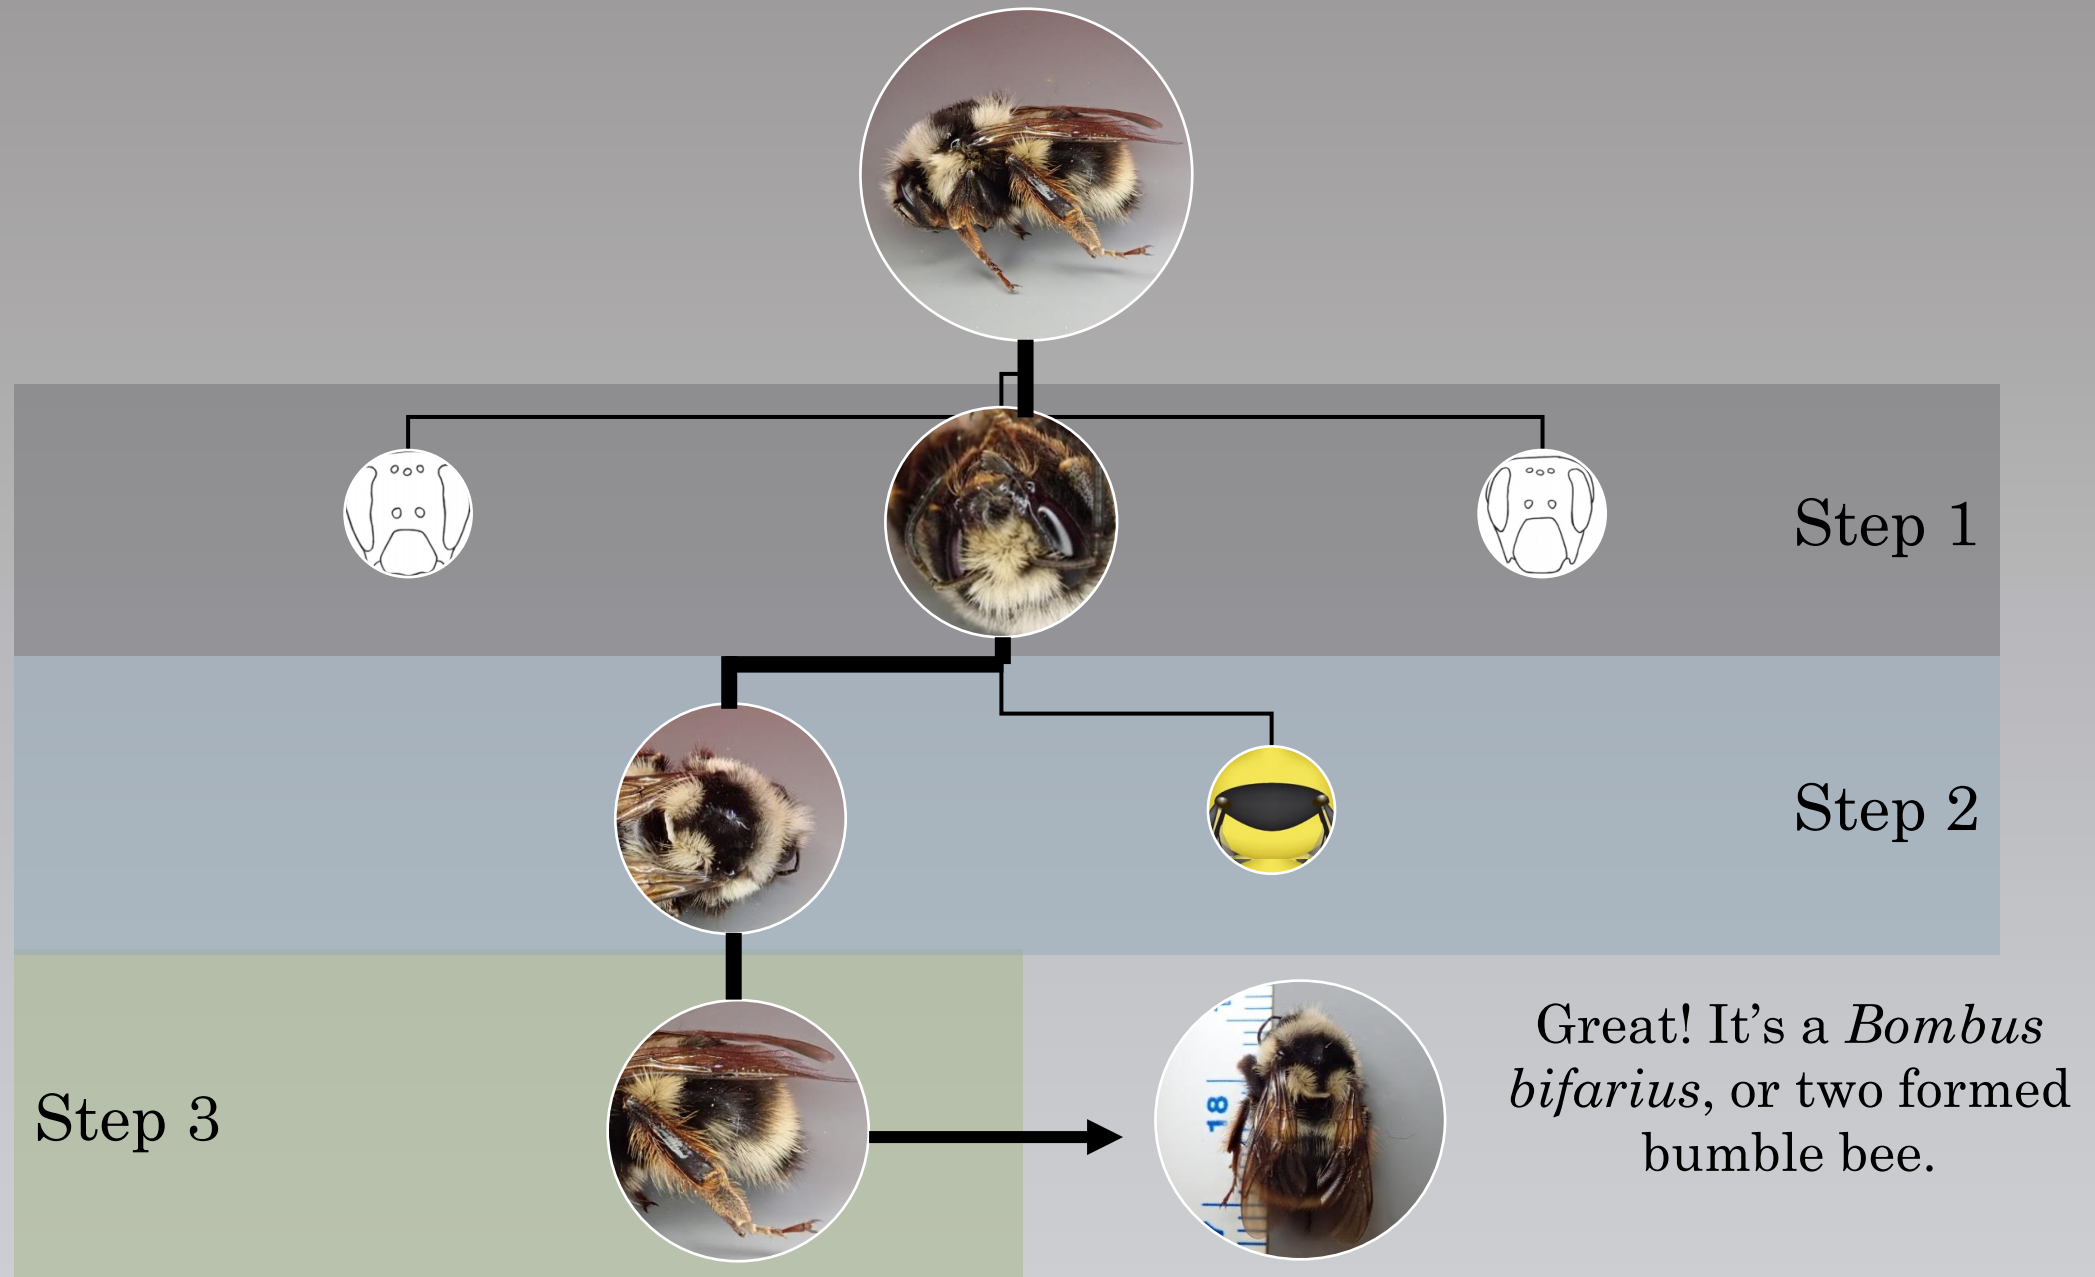 Step 1
Step 2
Step 3
18
Great! It’s a Bombus
bifarius, or two formed
bumble bee.